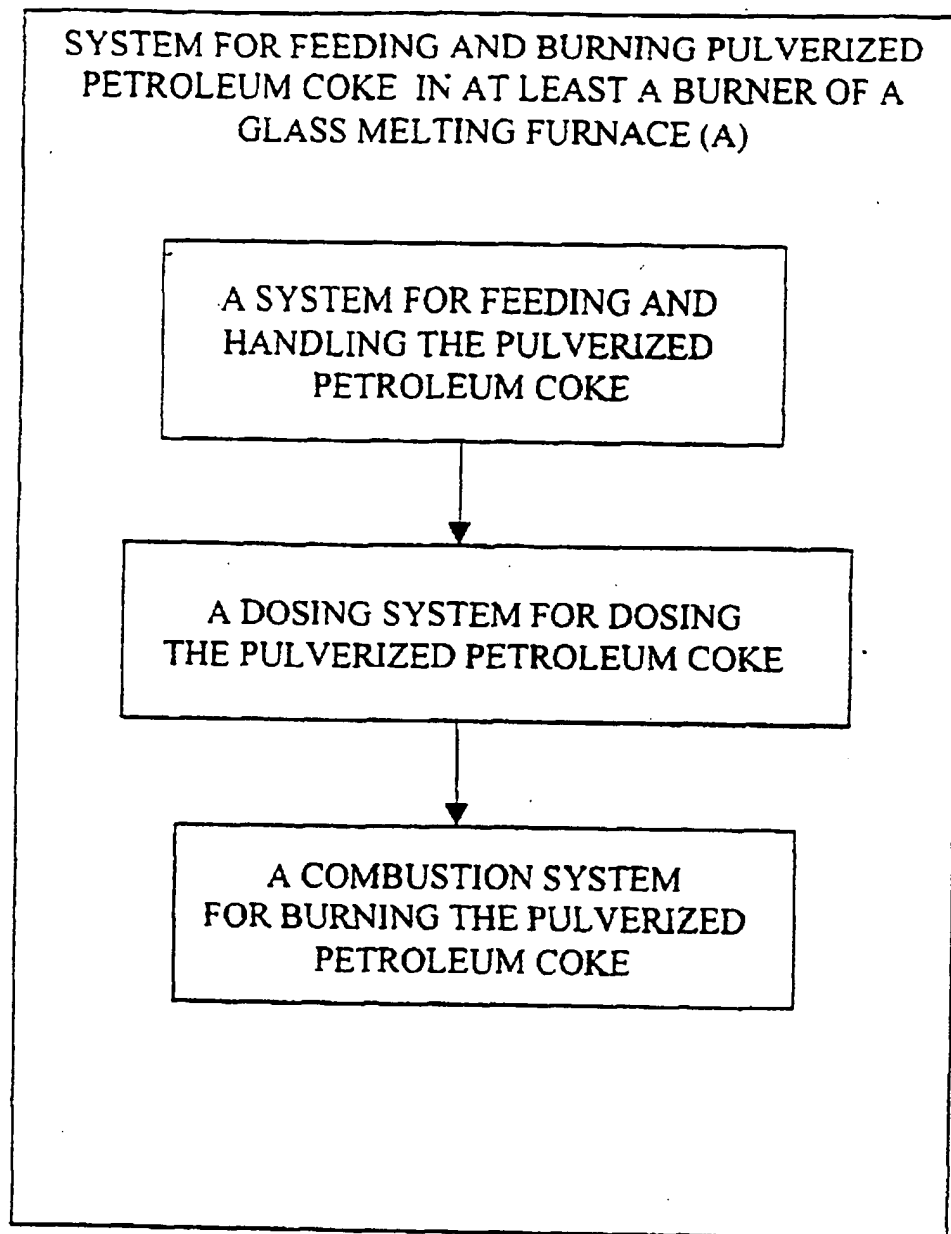 SYSTEM FOR FEEDING AND BURNING PULVERIZED
PETROLEUM COKE IN AT LEAST A BURNER OF A
GLASS MELTING FURNACE (A)
A SYSTEM FOR FEEDING AND
HANDLING THE PULVERIZED
PETROLEUM COKE
A DOSING SYSTEM FOR DOSING
THE PULVERIZED PETROLEUM COKE
A COMBUSTION SYSTEM
FOR BURNING THE PULVERIZED
PETROLEUM COKE